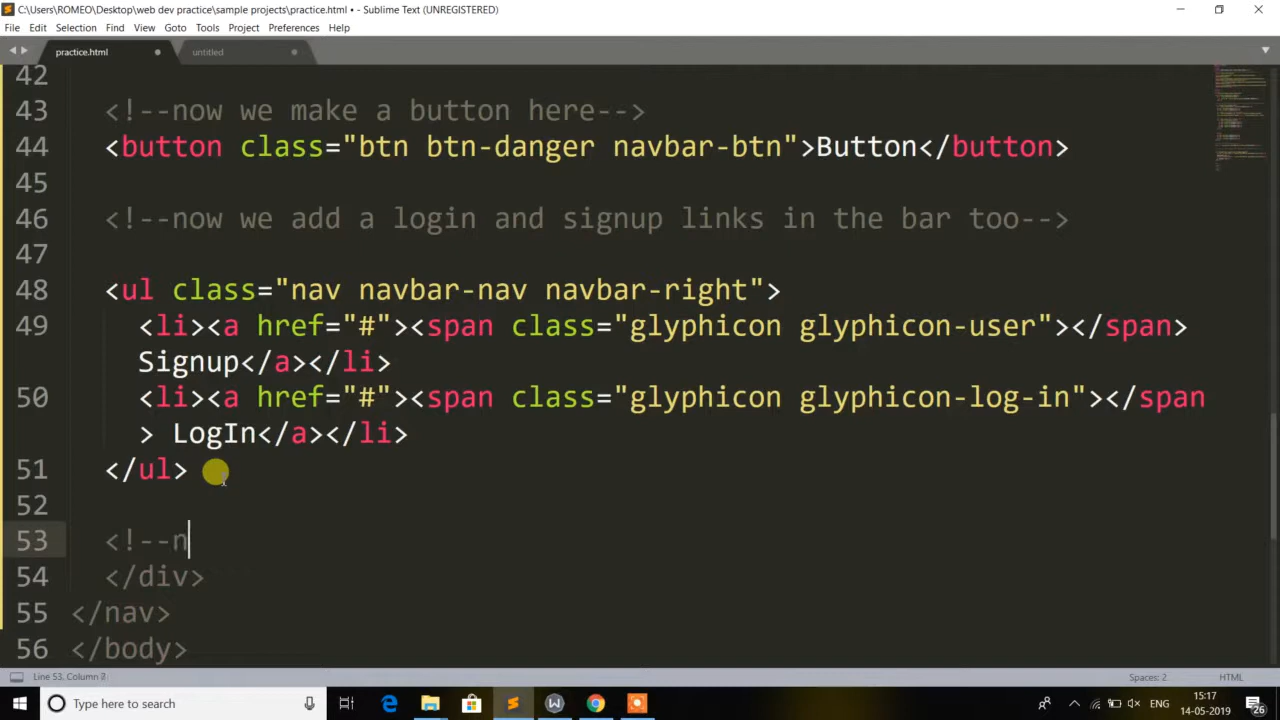 C:\Users\ROMEO\Desktop\web dev practice\sample projects\practice.html • - Sublime Text (UNREGISTERED)
File Edit Selection Find View Goto Tools Project Preferences Help
practice.html untitled
42
43 <!--now we make a button here-->
44 <button class="btn btn-danger navbar-btn">Button</button>
45
46 <!--now we add a login and signup links in the bar too-->
47
48 <ul class="nav navbar-nav navbar-right">
49 <li><a href="#"><span class="glyphicon glyphicon-user"></span>
Signup</a></li>
50 <li><a href="#"><span class="glyphicon glyphicon-log-in"></span
> LogIn</a></li>
51 </ul>
52
53 <!--n
54 </div>
55 </nav>
56 </body>
Line 53, Column 7 Spaces: 2 HTML
Type here to search ENG 15:17
14-05-2019 26